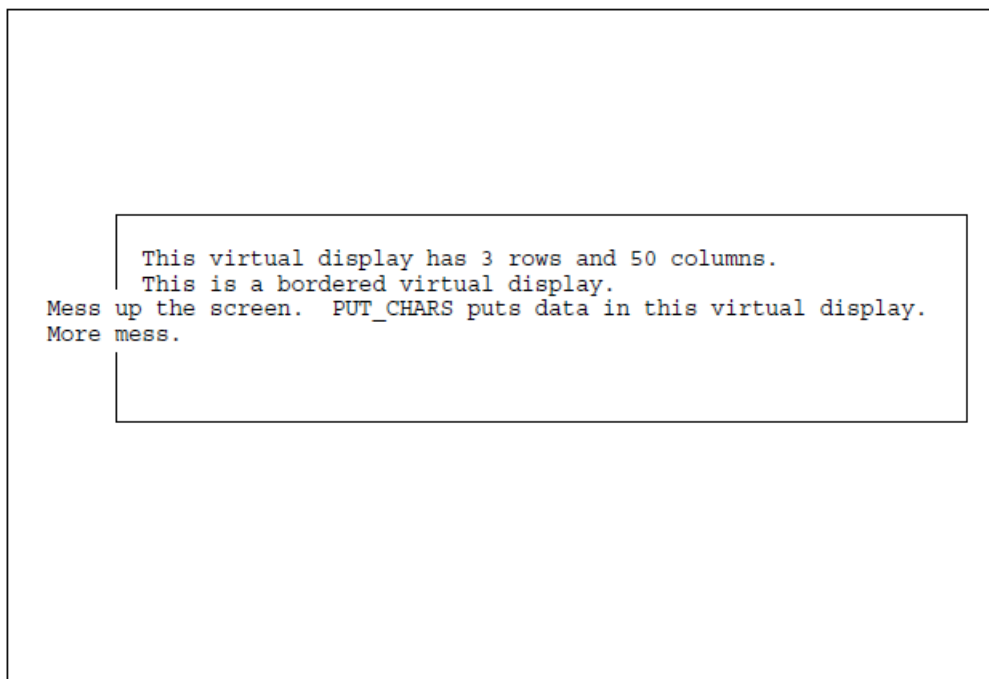 This virtual display has 3 rows and 50 columns.
This is a bordered virtual display.
Mess up the screen.  PUT_CHARS puts data in this virtual display.
More mess.